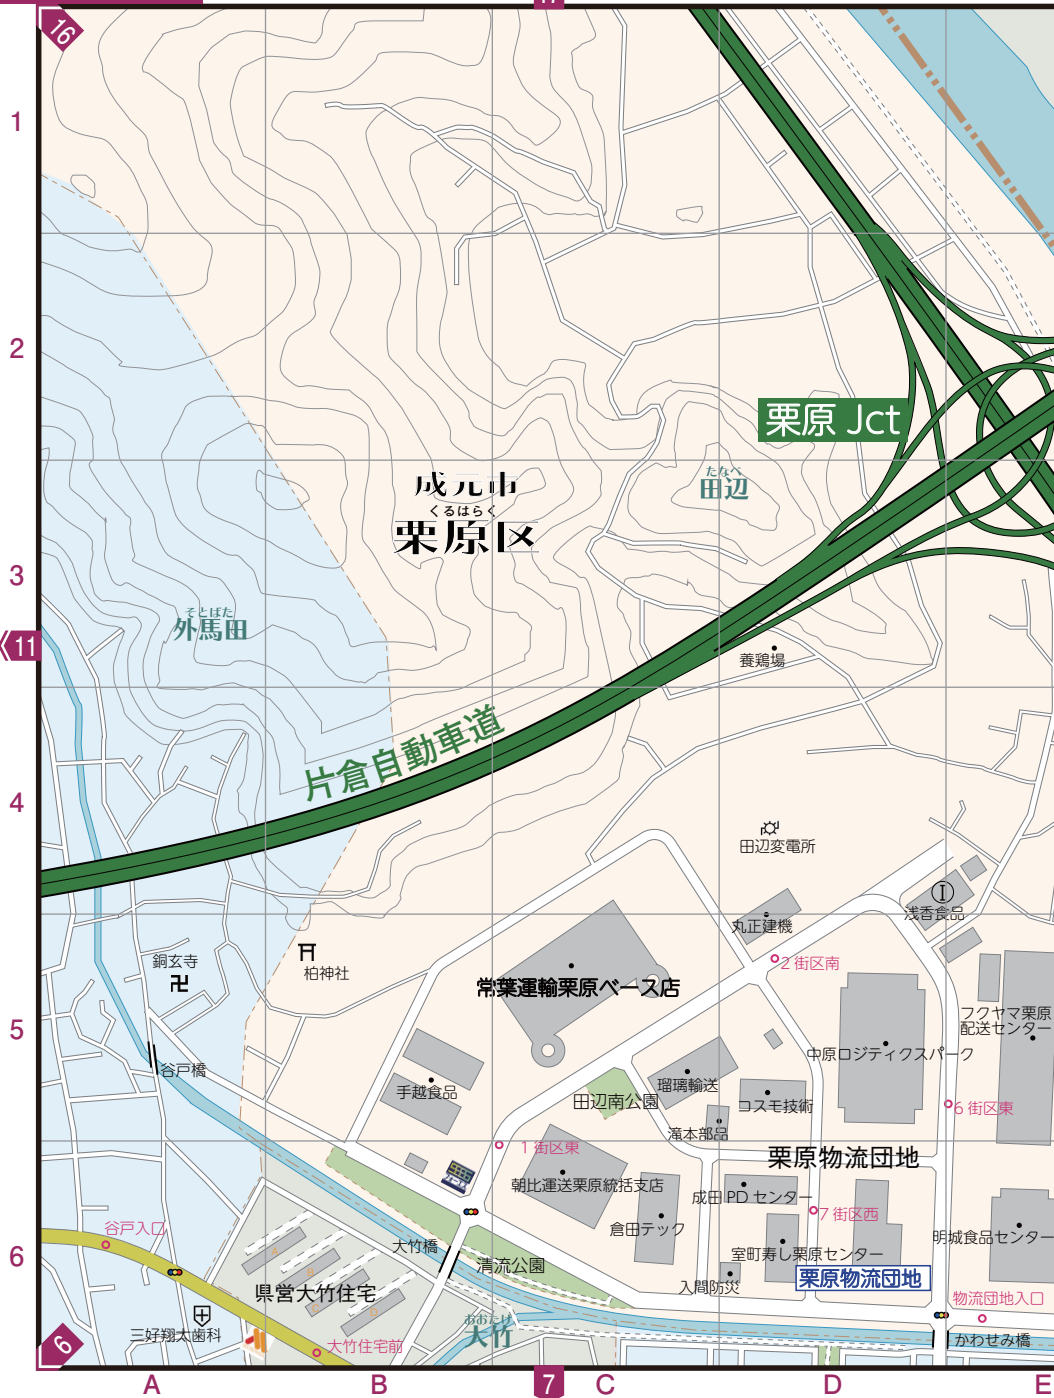 16
1
2
栗原 Jct
たなべ
田辺
成元市
くるはらく
栗原区
3
そとばた
外馬田
11
養鶏場
片倉自動車道
4
田辺変電所
浅香食品
丸正建機
2 街区南
銅玄寺
柏神社
常葉運輸栗原ベース店
5
フクヤマ栗原
配送センター
中原ロジティクスパーク
谷戸橋
手越食品
田辺南公園
瑠璃輸送
コスモ技術
6 街区東
滝本部品
1 街区東
栗原物流団地
朝比運送栗原統括支店
成田 PD センター
7 街区西
谷戸入口
倉田テック
明城食品センター
大竹橋
室町寿し栗原センター
6
清流公園
栗原物流団地
入間防災
A
B
C
D
県営大竹住宅
物流団地入口
おおたけ
大竹
三好翔太歯科
大竹住宅前
かわせみ橋
6
7
A
B
C
D
E